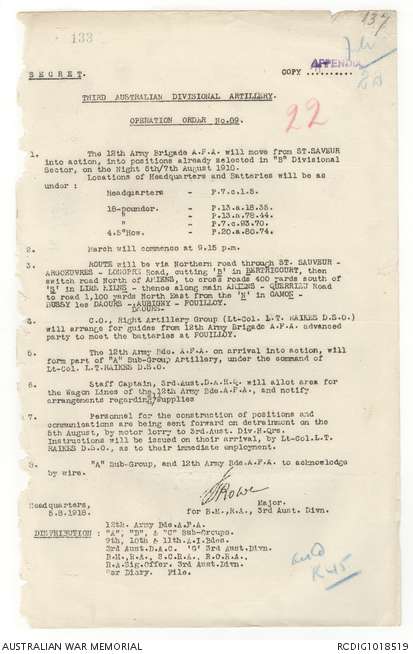 133
137
SECRET.
COPY ..........
APPENDIX
THIRD AUSTRALIAN DIVISIONAL ARTILLERY.
OPERATION ORDER No.89.
22
1. The 12th Army Brigade A.F.A. will move from ST.SAVEUR
into action, into positions already selected in "B" Divisional
Sector, on the Night 6th/7th August 1918.
Locations of Headquarters and Batteries will be as
under :
Headquarters - P.7.c.1.5.
18-pounder. - P.13.a.18.35.
" - P.13.a.78.44.
" - P.7.c.93.70.
4.5"How. - P.20.a.80.74.
2. March will commence at 9.15 p.m.
3. ROUTE will be via Northern road through ST. SAUVEUR -
ARGOEUVRES - LONGPRE Road, cutting 'B' in BERTRICOURT, then
switch road North of AMIENS, to cross roads 400 yards south of
'E' in LIME KILNS - thence along main AMIENS - QUERRIEU Road
to road 1,100 yards North East from the 'N' in CANOE -
BUSSY les DAOURS -AUBIGNY - FOUILLOY.
DAOURS-
4. C.O., Right Artillery Group (Lt-Col. L.T. RAIKES D.S.O.)
will arrange for guides from 12th Army Brigade A.F.A. advanced
party to meet the batteries at FOUILLOY.
5. The 12th Army Bde. A.F.A. on arrival into action, will
form part of "A" Sub-Group Artillery, under the command of
Lt-Col. L.T.RAIKES D.S.O.
6. Staff Captain, 3rd Aust.D.A.H.Q. will allot area for
the Wagon Lines of the 12th Army Bde.A.F.A., and notify
arrangements regarding supplies
7. Personnel for the construction of positions and
communications are being sent forward on detrainment on the
5th August, by motor lorry to 3rd.Aust. Div.H.Qrs.
Instructions will be issued on their arrival, by Lt-Col.L.T.
RAIKES D.S.O., as to their immediate employment.
8. "A" Sub-Group, and 12th Army Bde.A.F.A. to acknowledge
by wire.
Rowe
Major.
Headquarters, for B.M.,R.A., 3rd Aust. Divn.
5.8.1918.
DISTRIBUTION : 12th. Army Bde.A.F.A.
"A", "B", & "C" Sub-Groups.
9th, 10th & 11th.A.I.Bdes.
3rd Aust.D.A.C. 'G' 3rd Aust.Divn.
B.M.,R.A., S.C.R.A., R.O.R.A.,
R.A.Sig.Offer. 3rd Aust. Divn.
War Diary. File.
AUSTRALIAN WAR MEMORIAL
RCDIG1018519